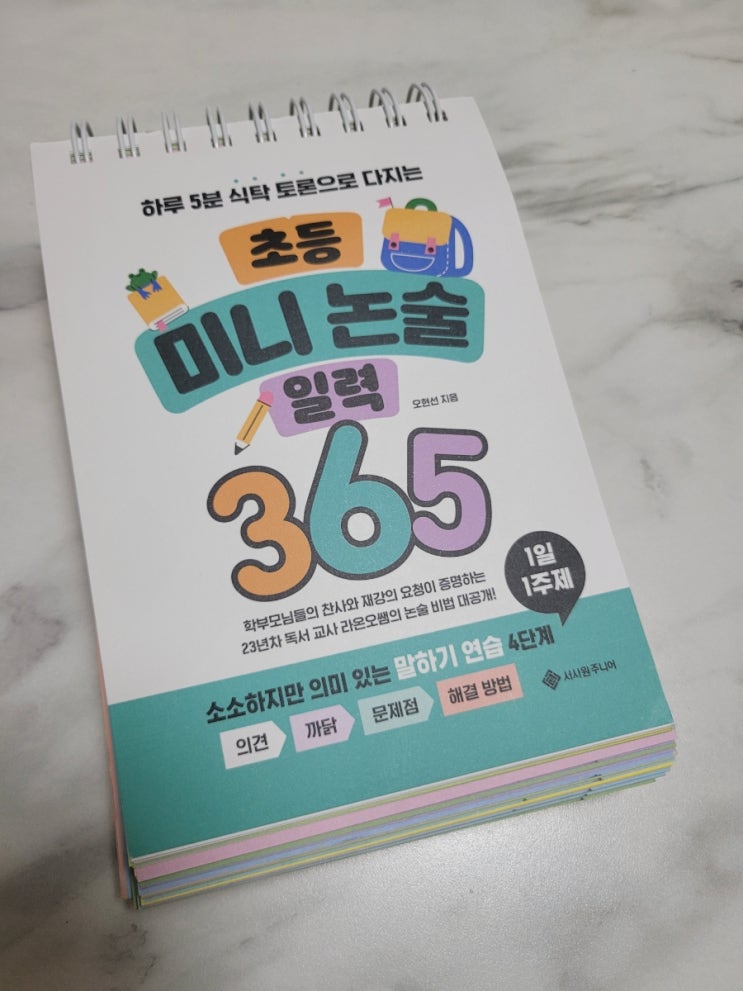 하루 5분 식탁 토론으로 다지는
초등
미니 논술
일력
오현선 지음
365
1일
1주제
학부모님들의 찬사와 재강의 요청이 증명하는
23년차 독서 교사 라온오쌤의 논술 비법 대공개!
소소하지만 의미 있는 말하기 연습 4단계
의견
까닭
문제점
해결 방법
서사원주니어